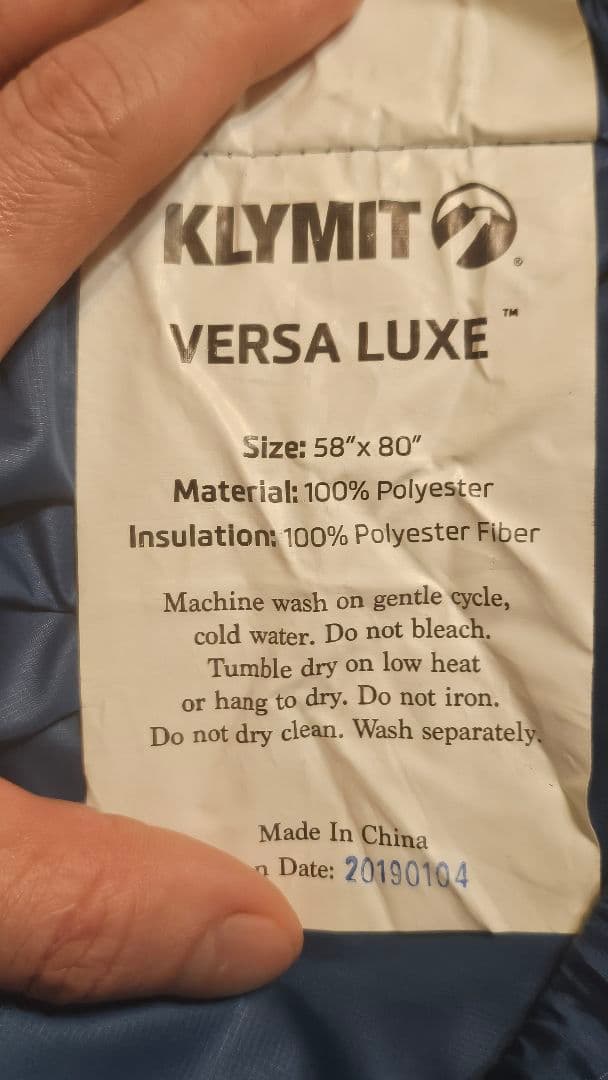 KLYMIT ®
VERSA LUXE ™
Size: 58”x 80”
Material: 100% Polyester
Insulation: 100% Polyester Fiber
Machine wash on gentle cycle,
cold water. Do not bleach.
Tumble dry on low heat
or hang to dry. Do not iron.
Do not dry clean. Wash separately.
Made In China
Date: 20190104